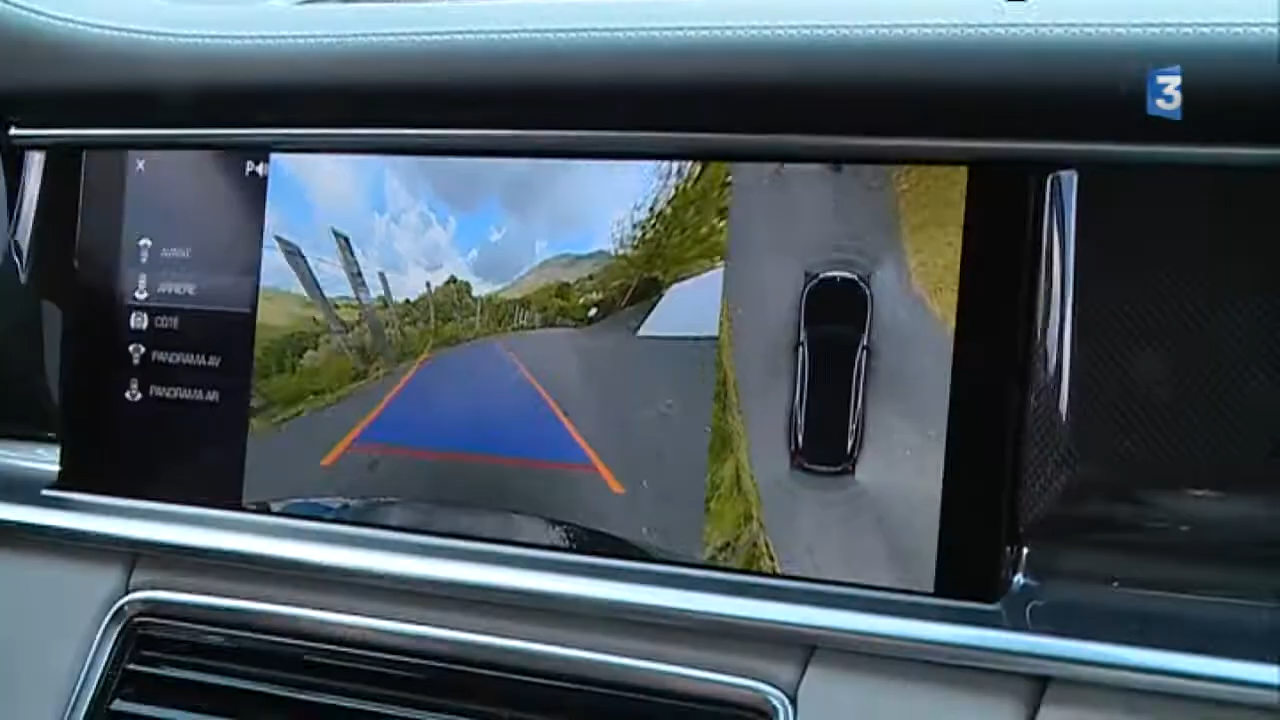 3
X
P
AVANT
ARRIÈRE
CÔTÉ
PANORAMA AV
PANORAMA AR